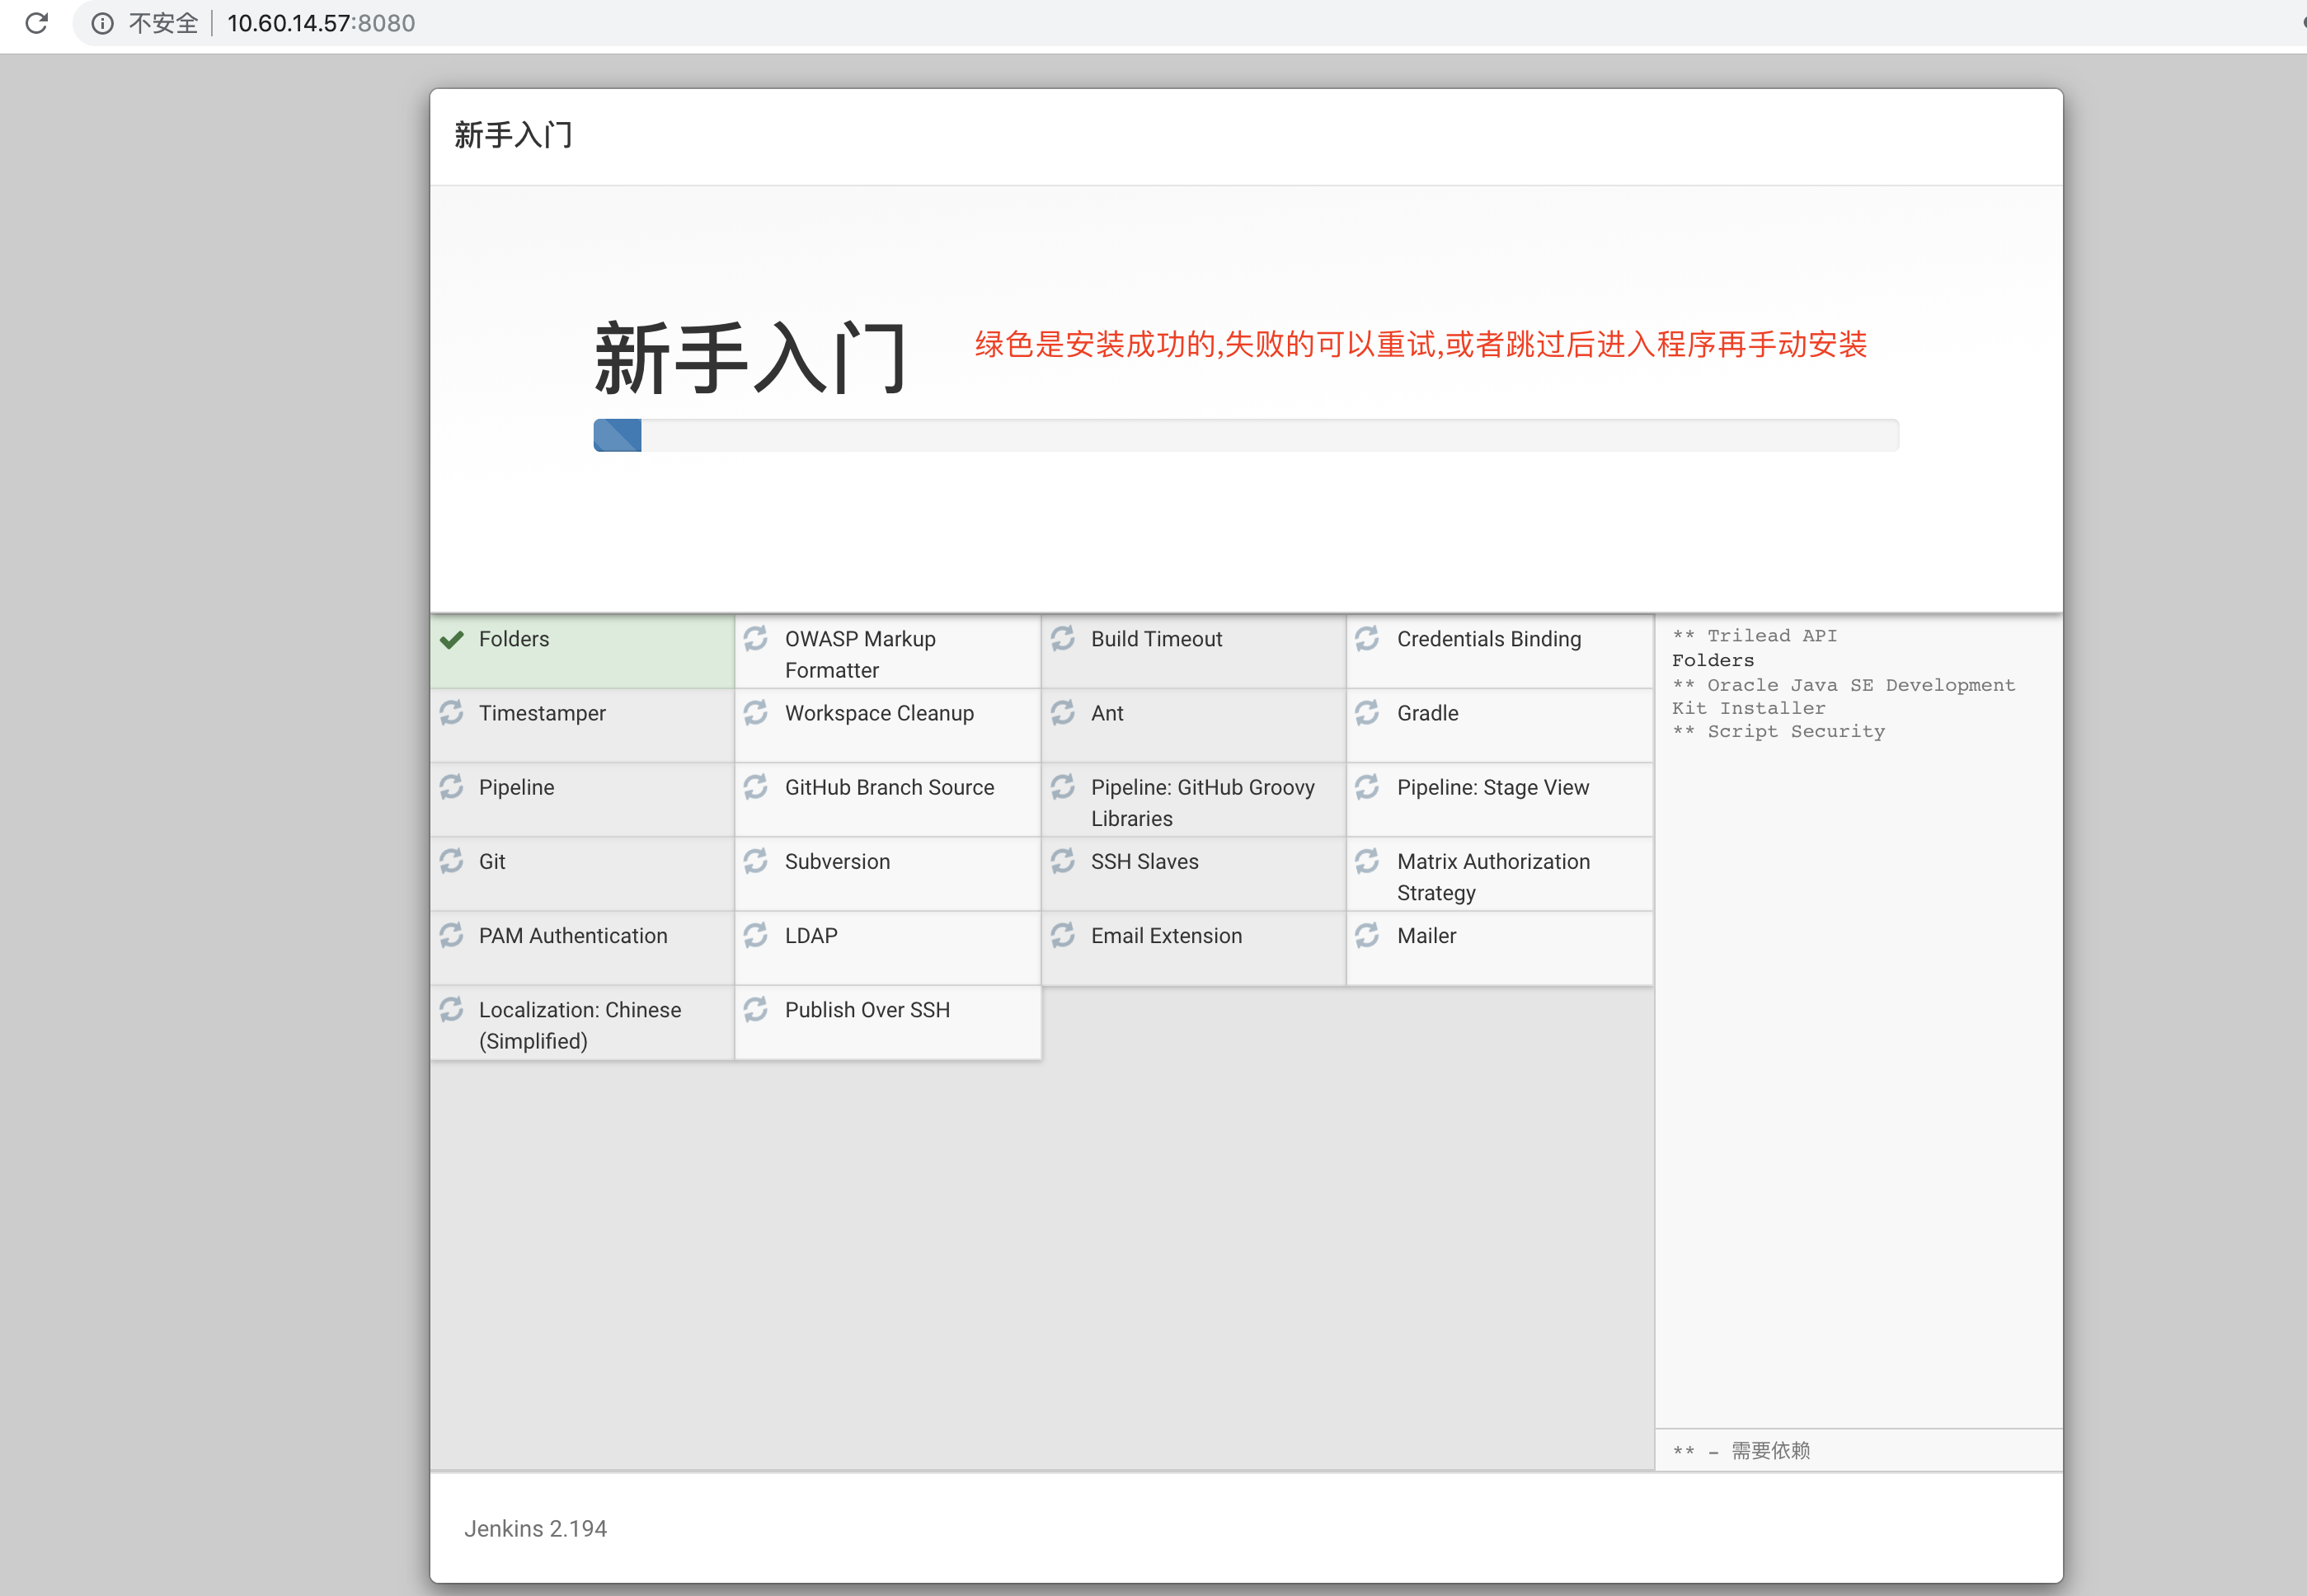 不安全 10.60.14.57:8080
新手入门
新手入门
绿色是安装成功的,失败的可以重试,或者跳过后进入程序再手动安装
Folders
OWASP Markup
Formatter
Build Timeout
Credentials Binding
Timestamper
Workspace Cleanup
Ant
Gradle
Pipeline
GitHub Branch Source
Pipeline: GitHub Groovy
Libraries
Pipeline: Stage View
Git
Subversion
SSH Slaves
Matrix Authorization
Strategy
PAM Authentication
LDAP
Email Extension
Mailer
Localization: Chinese
(Simplified)
Publish Over SSH
** Trilead API
Folders
** Oracle Java SE Development
Kit Installer
** Script Security
** - 需要依赖
Jenkins 2.194